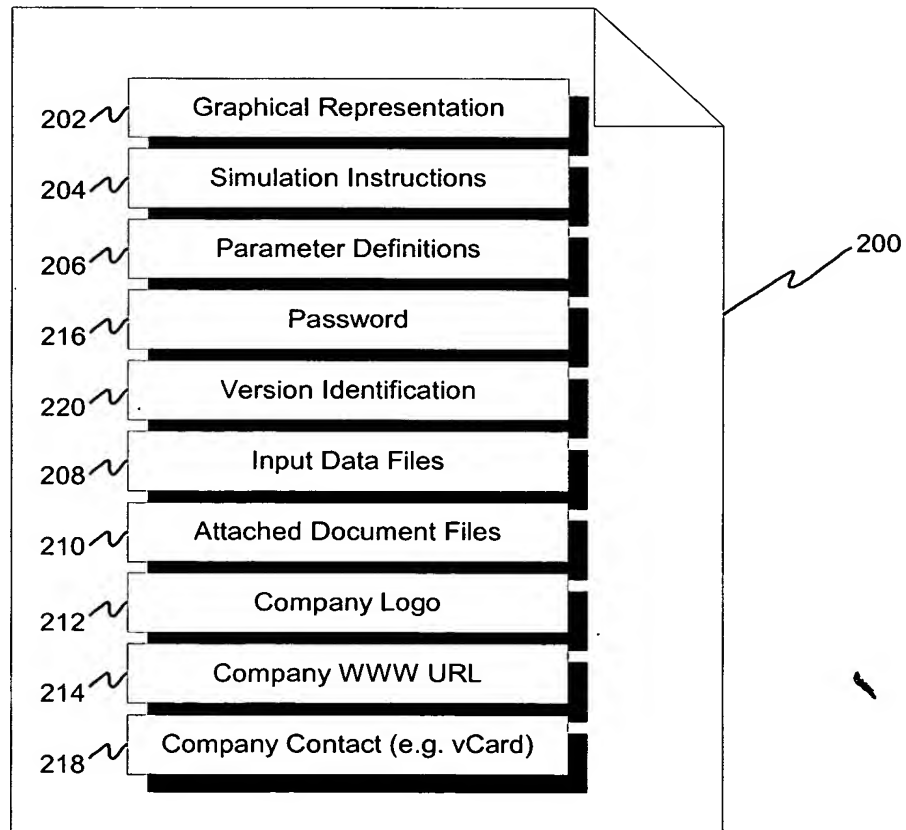 202 Graphical Representation
204 Simulation Instructions
206 Parameter Definitions
200
216 Password
220 Version Identification
208 Input Data Files
210 Attached Document Files
212 Company Logo
214 Company WWW URL
218 Company Contact (e.g. vCard)